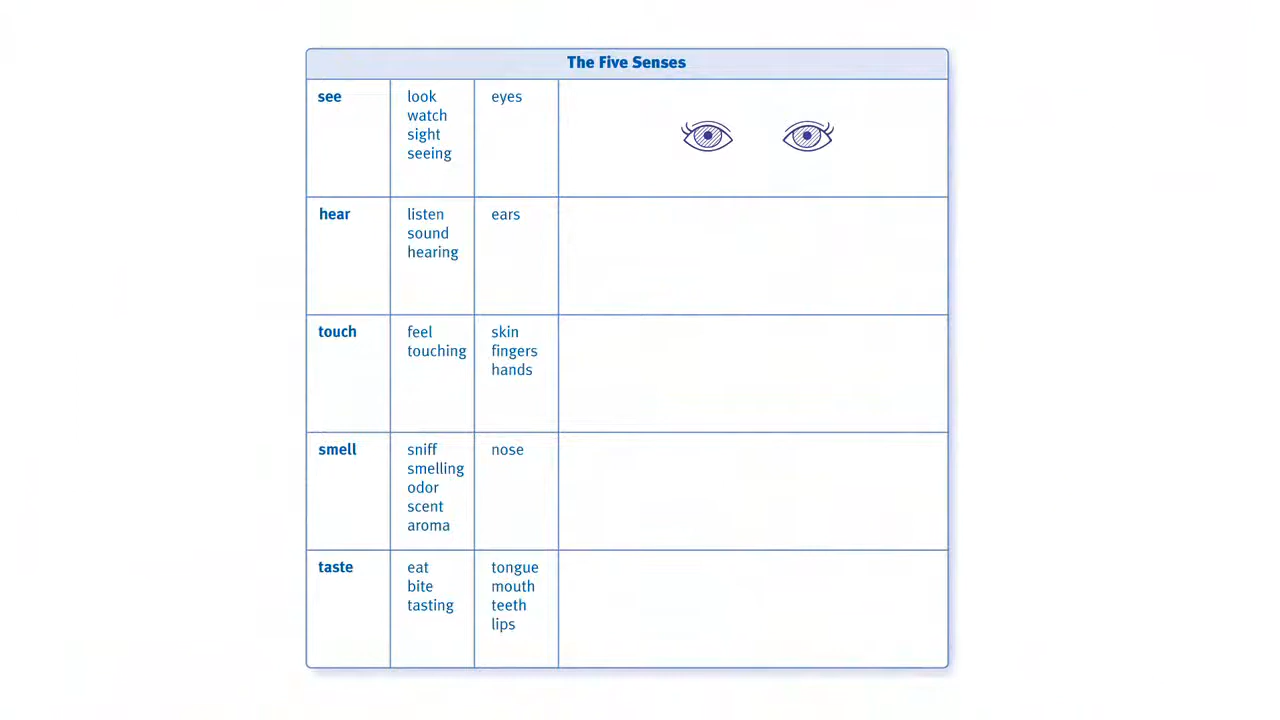 The Five Senses
see
look
watch
sight
seeing
eyes
hear
listen
sound
hearing
ears
touch
feel
touching
skin
fingers
hands
smell
sniff
smelling
odor
scent
aroma
nose
taste
eat
bite
tasting
tongue
mouth
teeth
lips